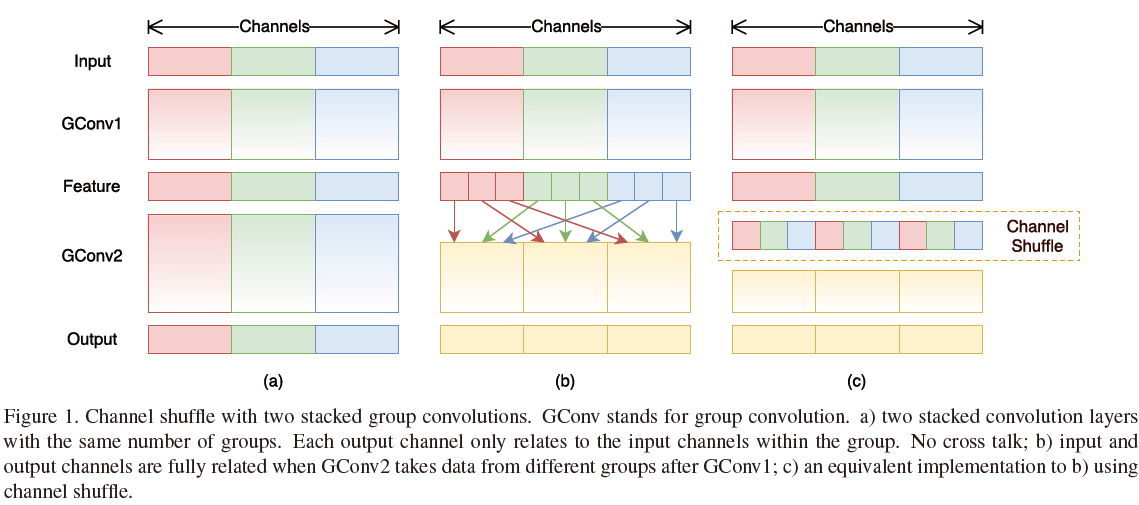 Channels Channels Channels
Input
GConv1
Feature
Channel
Shuffle
GConv2
Output
(a) (b) (c)
Figure 1. Channel shuffle with two stacked group convolutions. GConv stands for group convolution. a) two stacked convolution layers
with the same number of groups. Each output channel only relates to the input channels within the group. No cross talk; b) input and
output channels are fully related when GConv2 takes data from different groups after GConv1; c) an equivalent implementation to b) using
channel shuffle.